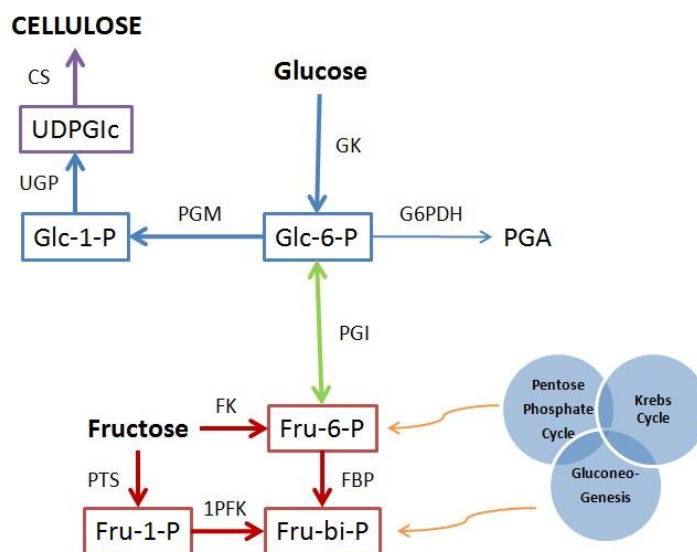 CELLULOSE
CS
Glucose
UDPGlc
GK
UGP
PGM
G6PDH
Glc-1-P
Glc-6-P
PGA
PGI
Pentose
Phosphate
Cycle
Krebs
Cycle
FK
Fructose
Fru-6-P
Gluconeo-
Genesis
PTS
FBP
1PFK
Fru-1-P
Fru-bi-P